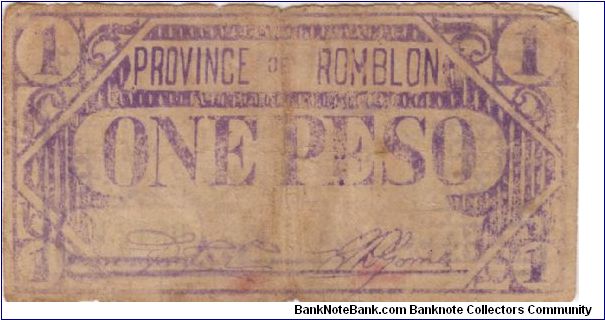 1 PROVINCE OF ROMBLON 1
ONE PESO
1 1
BankNoteBank.com Banknote Collectors Community